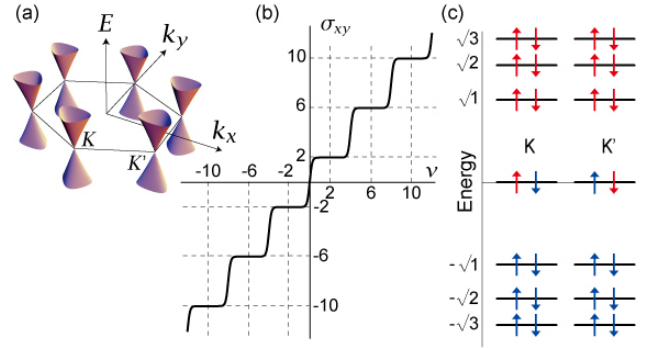 (a)
E
k_y
k_x
K
K'
(b)
σ_xy
10
6
2
-10 -6 -2
ν
2 6 10
-2
-6
-10
(c)
Energy
√3
√2
√1
K K'
-√1
-√2
-√3